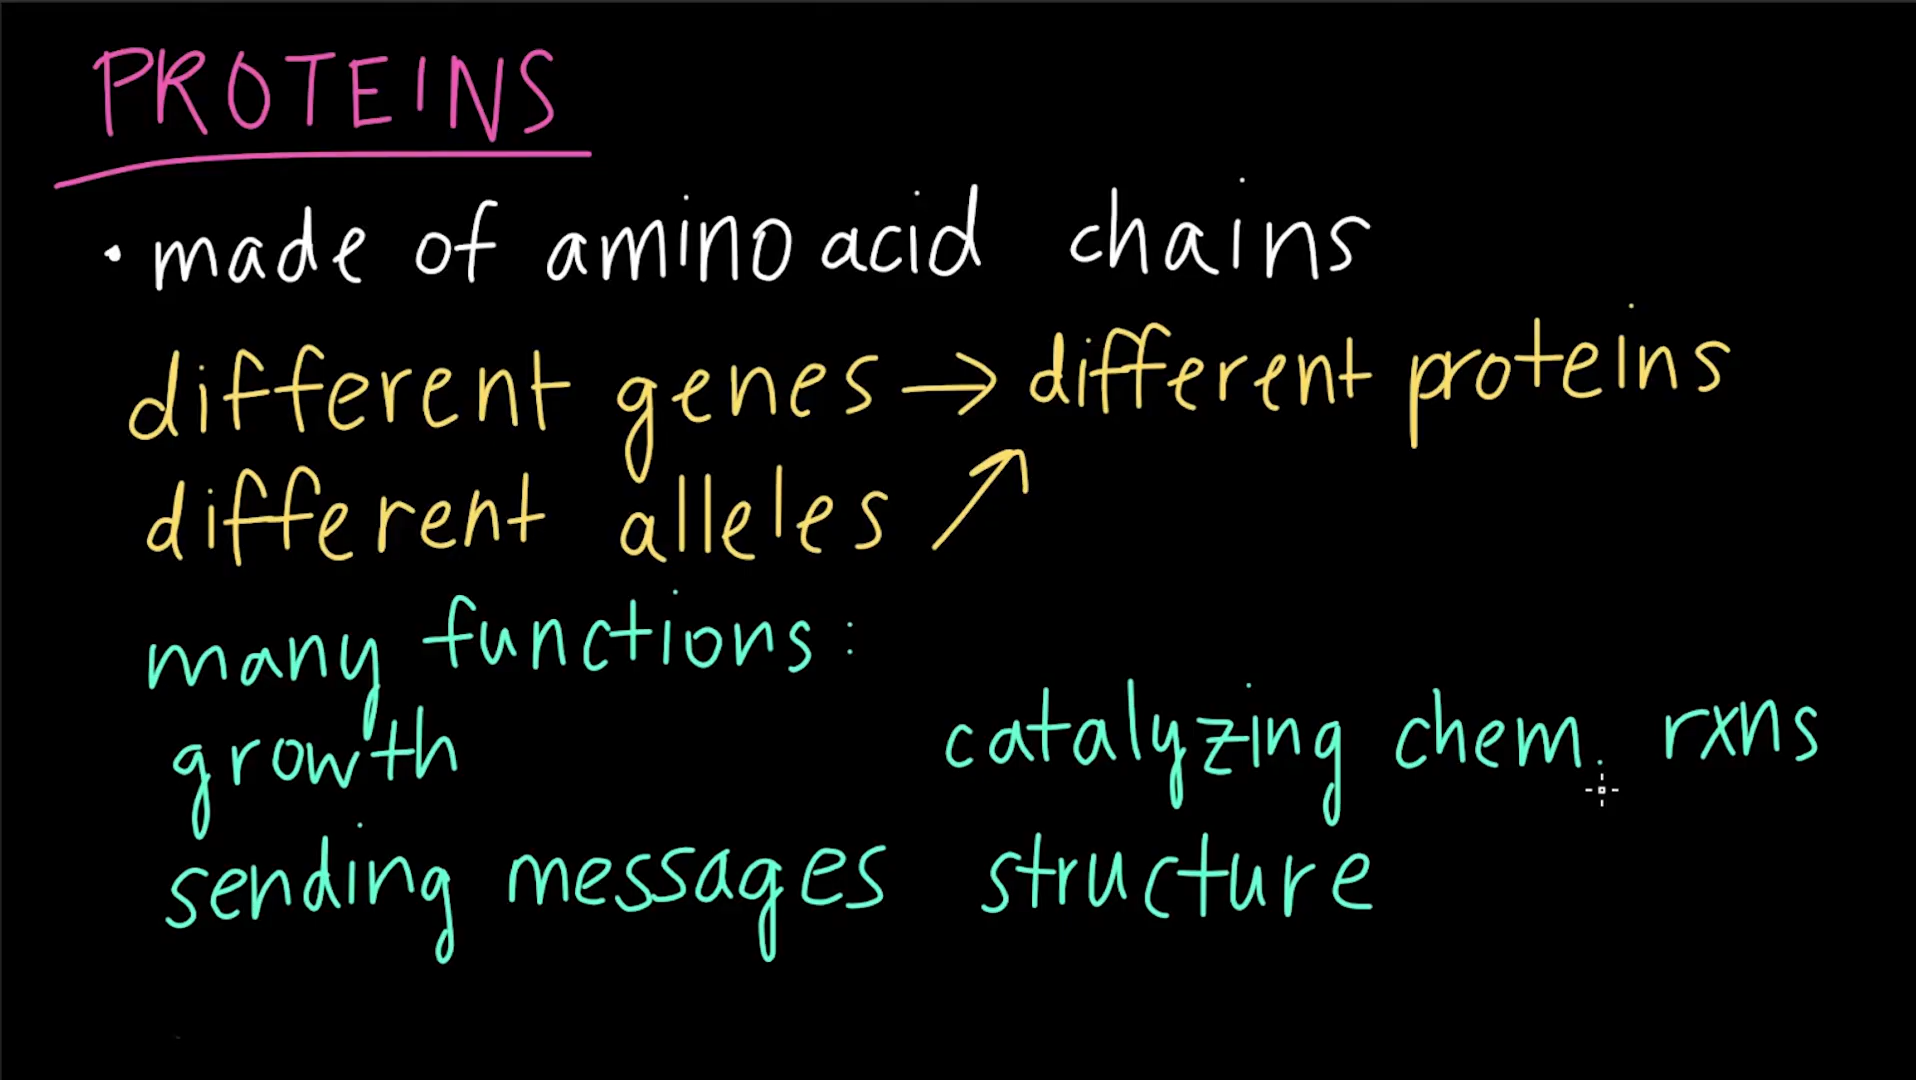 PROTEINS
• made of amino acid chains
different genes → different proteins
different alleles ↗
many functions:
growth catalyzing chem. rxns
sending messages structure